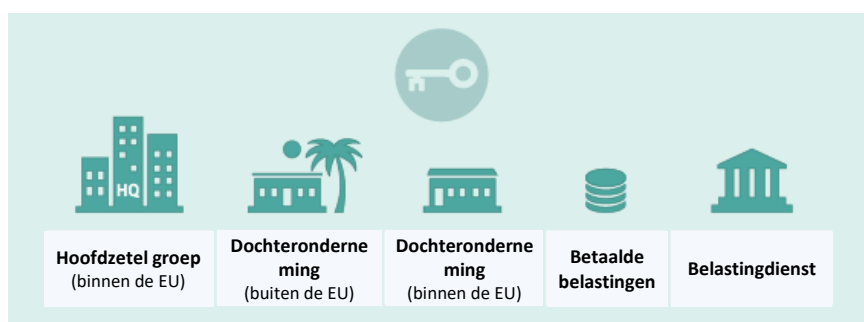 HQ
Hoofdzetel groep
(binnen de EU)
Dochteronderne
ming
(buiten de EU)
Dochteronderne
ming
(binnen de EU)
Betaalde
belastingen
Belastingdienst